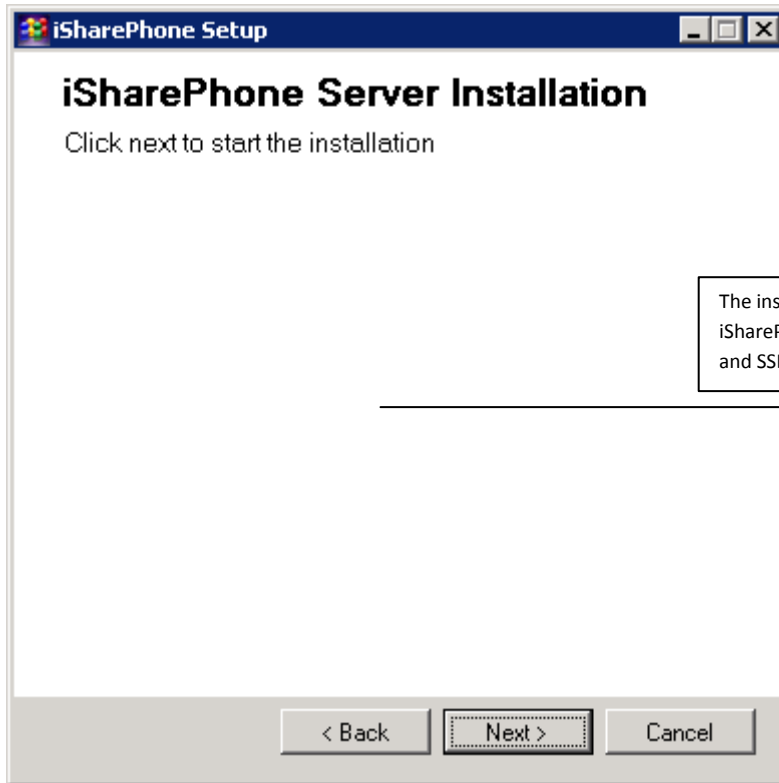 iSharePhone Setup
iSharePhone Server Installation
Click next to start the installation
The ins
iShareP
and SS
< Back
Next >
Cancel